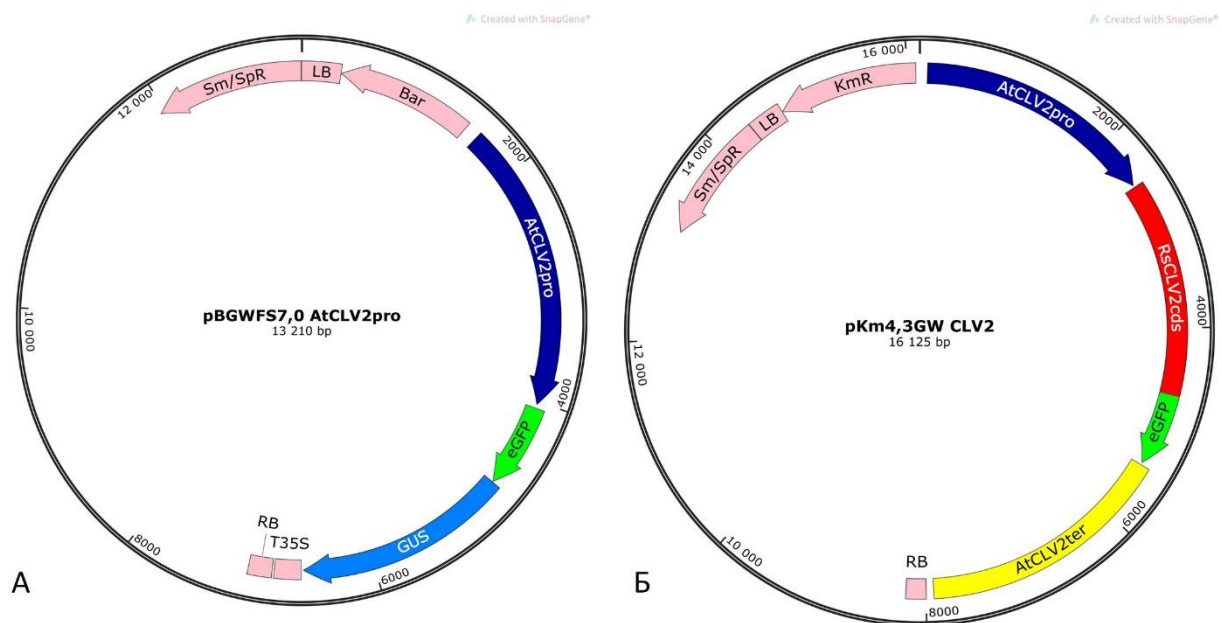 Created with SnapGene®
Sm/SpR
LB
Bar
12 000
2000
AtCLV2pro
10 000
pBGWFS7,0 AtCLV2pro
13 210 bp
4000
eGFP
RB
T35S
GUS
8000
6000
А
Created with SnapGene®
16 000
KmR
AtCLV2pro
2000
LB
14 000
Sm/SpR
RsCLV2cds
4000
pKm4,3GW CLV2
16 125 bp
12 000
eGFP
6000
10 000
AtCLV2ter
RB
8000
Б